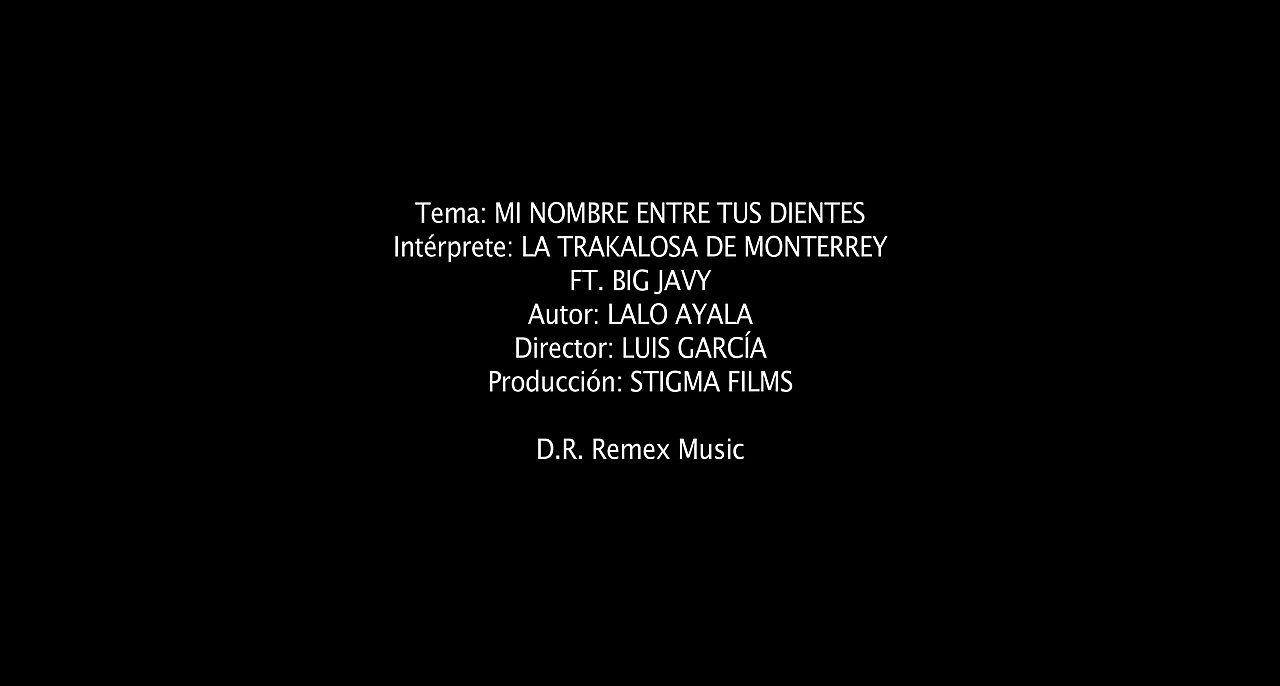 Tema: MI NOMBRE ENTRE TUS DIENTES
Intérprete: LA TRAKALOSA DE MONTERREY
FT. BIG JAVY
Autor: LALO AYALA
Director: LUIS GARCÍA
Producción: STIGMA FILMS
D.R. Remex Music